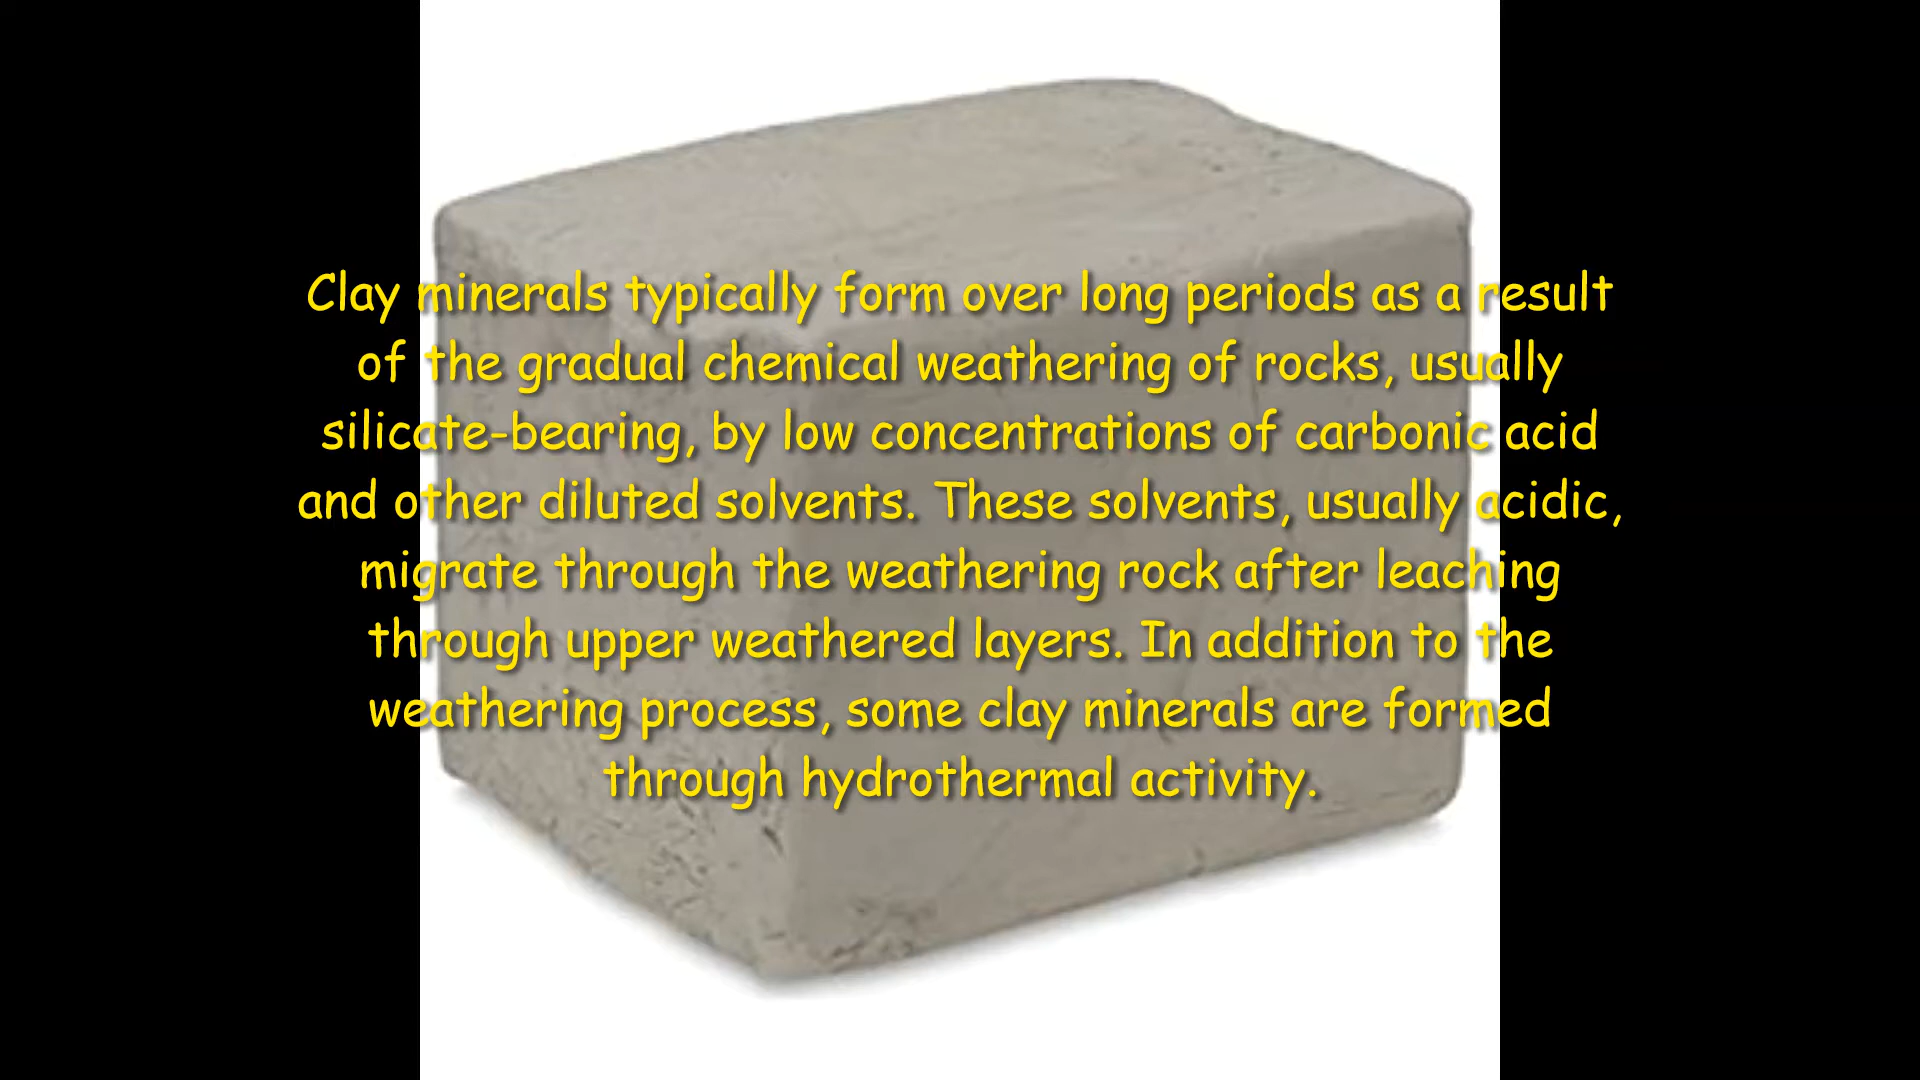 Clay minerals typically form over long periods as a result
of the gradual chemical weathering of rocks, usually
silicate-bearing, by low concentrations of carbonic acid
and other diluted solvents. These solvents, usually acidic,
migrate through the weathering rock after leaching
through upper weathered layers. In addition to the
weathering process, some clay minerals are formed
through hydrothermal activity.